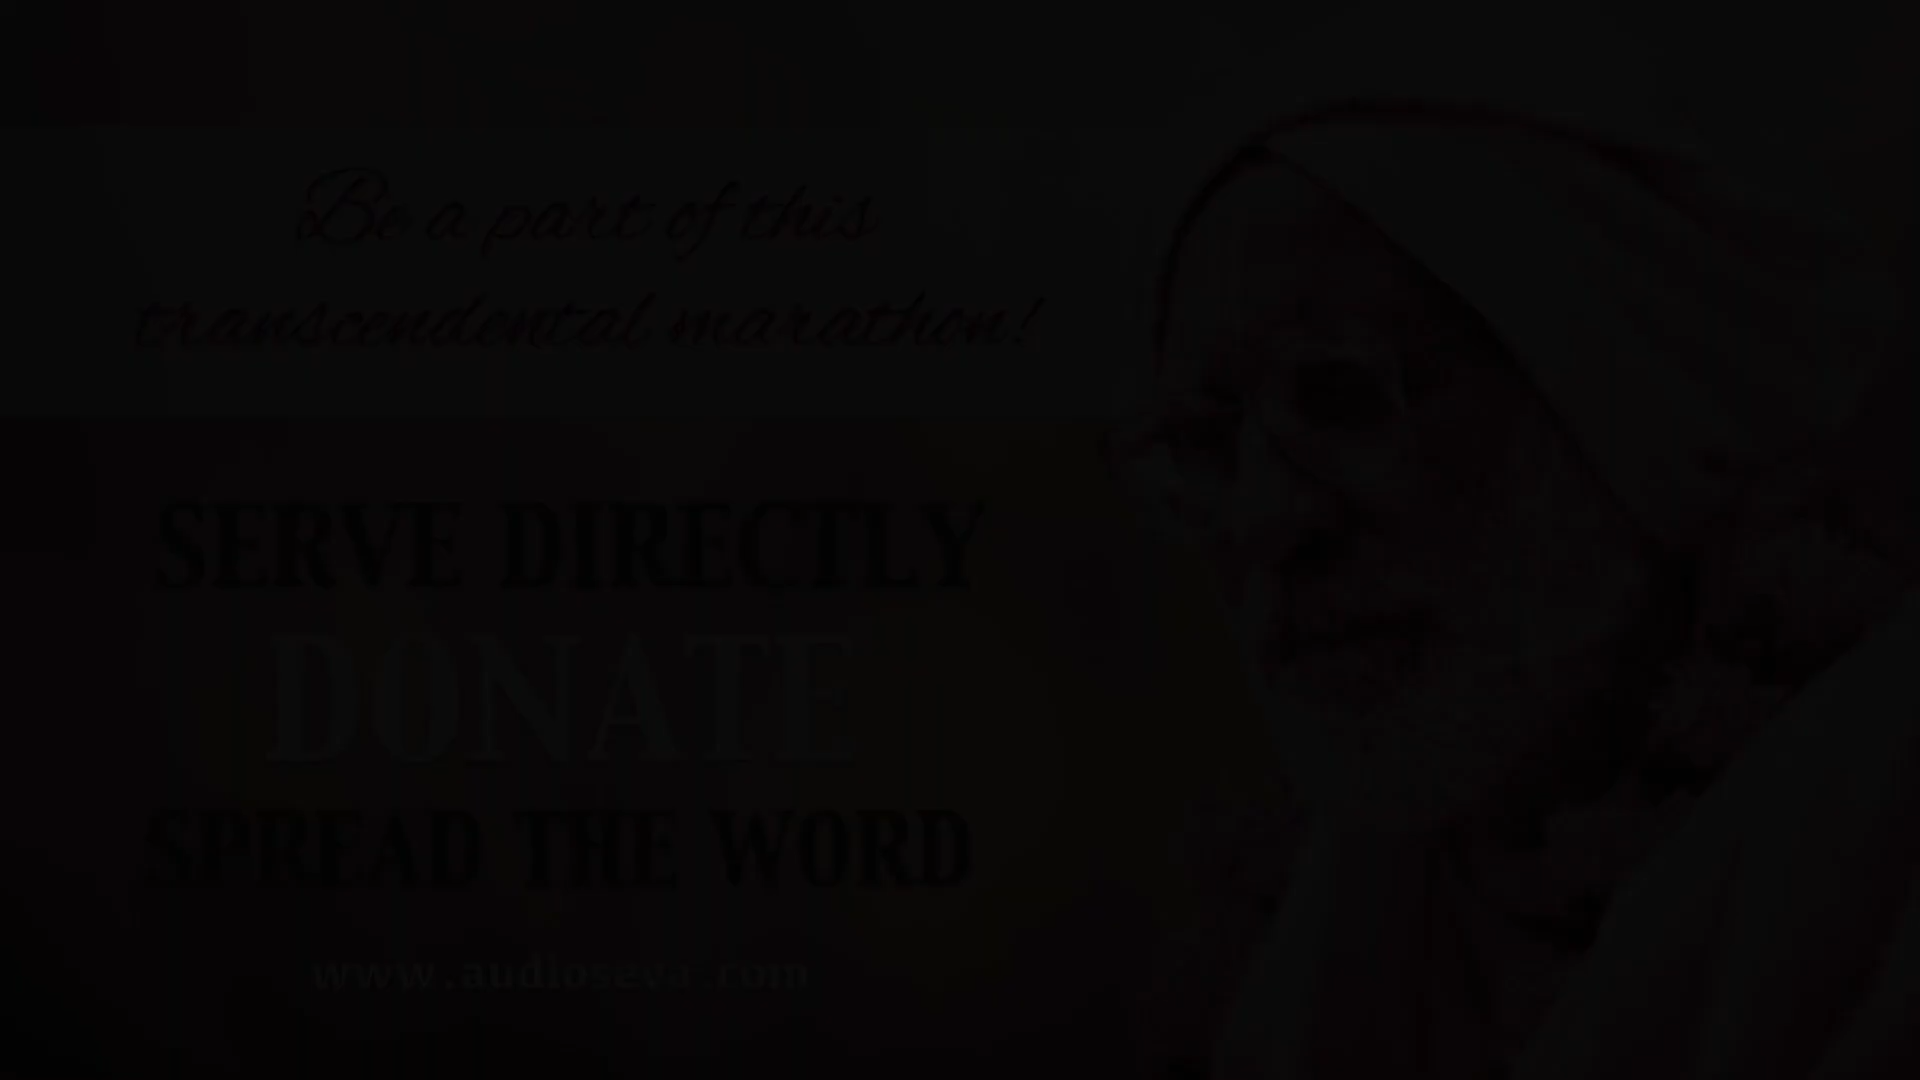 Be a part of this
transcendental marathon!
SERVE DIRECTLY
DONATE
SPREAD THE WORD
www.audioseva.com